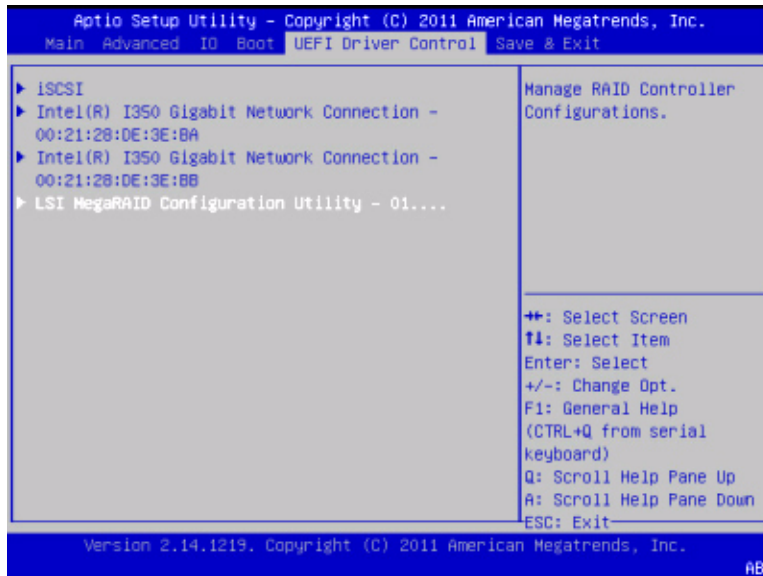 Aptio Setup Utility – Copyright (C) 2011 American Megatrends, Inc.
Main Advanced IO Boot UEFI Driver Control Save & Exit
iSCSI
Intel(R) I350 Gigabit Network Connection –
00:21:28:DE:3E:BA
Intel(R) I350 Gigabit Network Connection –
00:21:28:DE:3E:BB
LSI MegaRAID Configuration Utility – 01....
Manage RAID Controller
Configurations.
→←: Select Screen
↑↓: Select Item
Enter: Select
+/-: Change Opt.
F1: General Help
(CTRL+Q from serial
keyboard)
Q: Scroll Help Pane Up
A: Scroll Help Pane Down
ESC: Exit
Version 2.14.1219. Copyright (C) 2011 American Megatrends, Inc.
AB